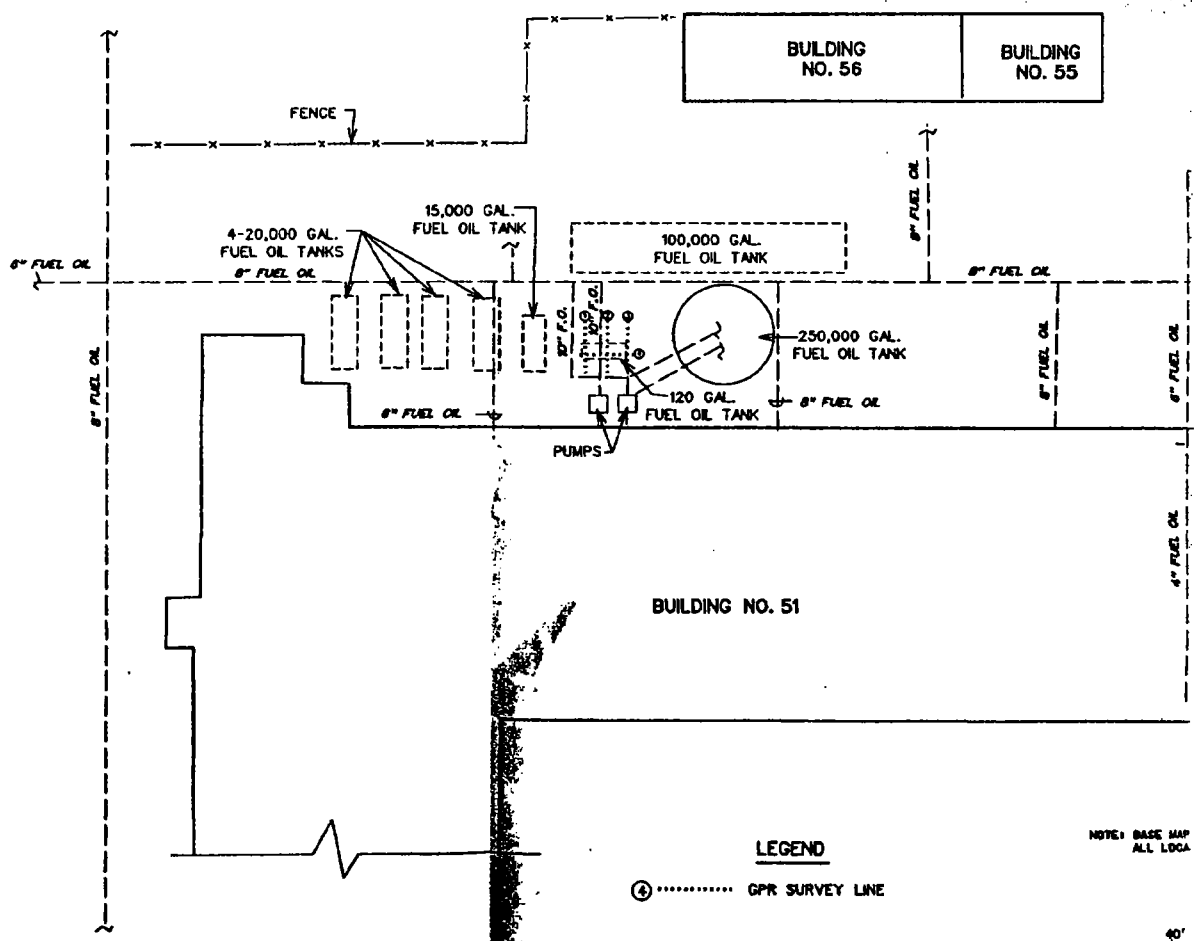 BUILDING
NO. 56
BUILDING
NO. 55
FENCE
8" FUEL OIL
15,000 GAL.
FUEL OIL TANK
4-20,000 GAL.
FUEL OIL TANKS
100,000 GAL.
FUEL OIL TANK
FUEL OIL
8" FUEL OIL
8" FUEL OIL
10" F.O.
10" F.O.
250,000 GAL.
FUEL OIL TANK
8" FUEL OIL
FUEL OIL
FUEL OIL
120 GAL.
FUEL OIL TANK
8" FUEL OIL
8" FUEL OIL
PUMPS
4" FUEL OIL
BUILDING NO. 51
LEGEND
④ GPR SURVEY LINE
NOTE: BASE MAP
ALL LOCA
40'